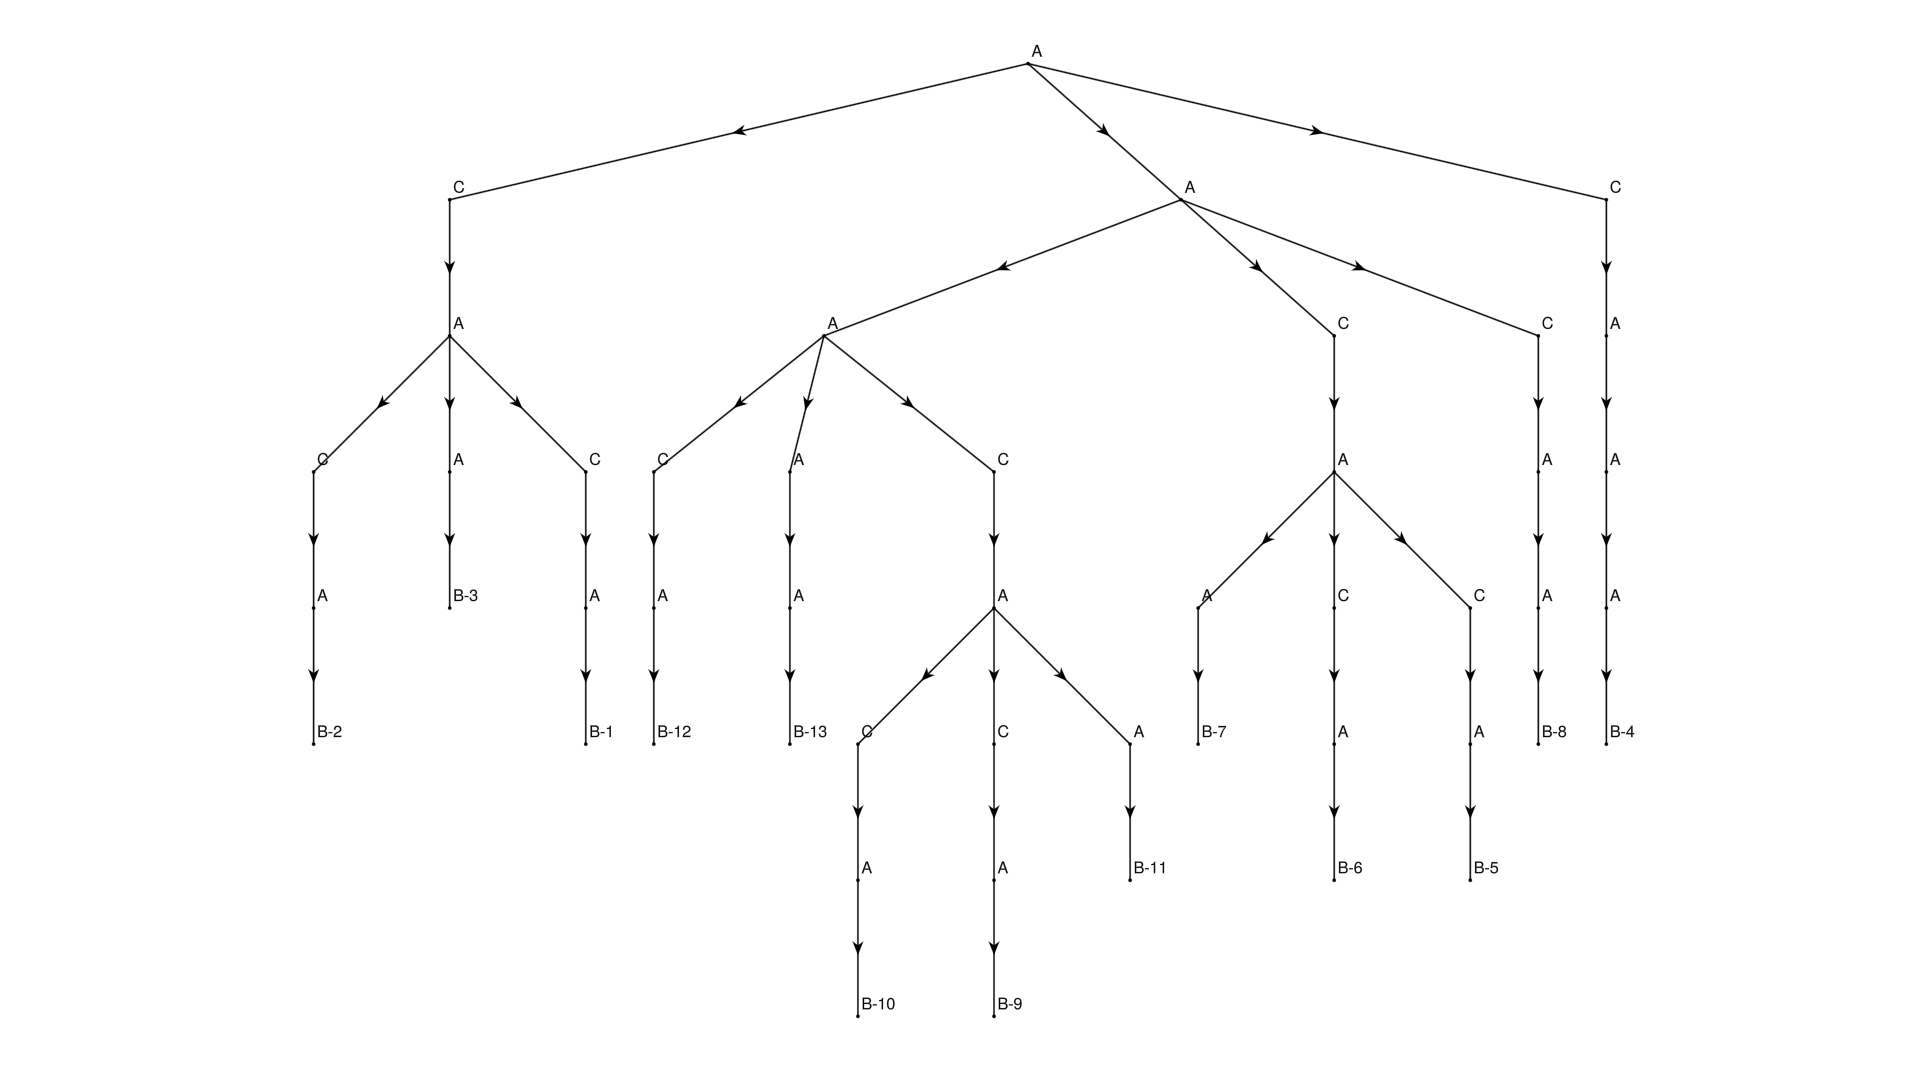 A
C A C
A A C C A
C A C C A C A A A
A B-3 A A A A A C C A A
B-2 B-1 B-12 B-13 C C A B-7 A A B-8 B-4
A A B-11 B-6 B-5
B-10 B-9